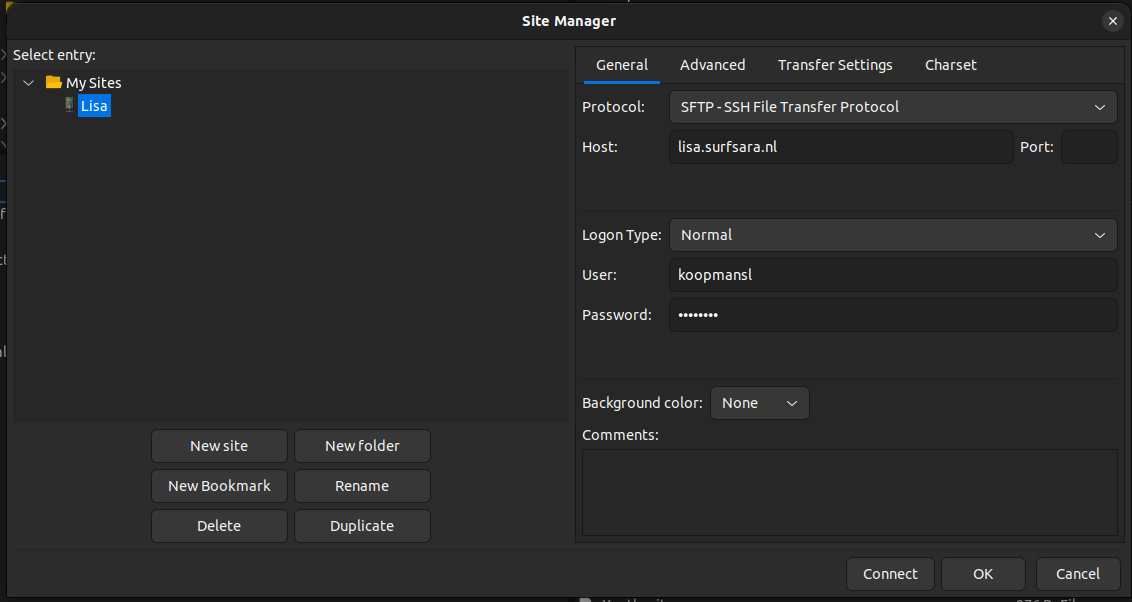 Site Manager
Select entry:
My Sites
Lisa
New site
New folder
New Bookmark
Rename
Delete
Duplicate
General
Advanced
Transfer Settings
Charset
Protocol:
SFTP - SSH File Transfer Protocol
Host:
lisa.surfsara.nl
Port:
Logon Type:
Normal
User:
koopmansl
Password:
••••••••
Background color:
None
Comments:
Connect
OK
Cancel